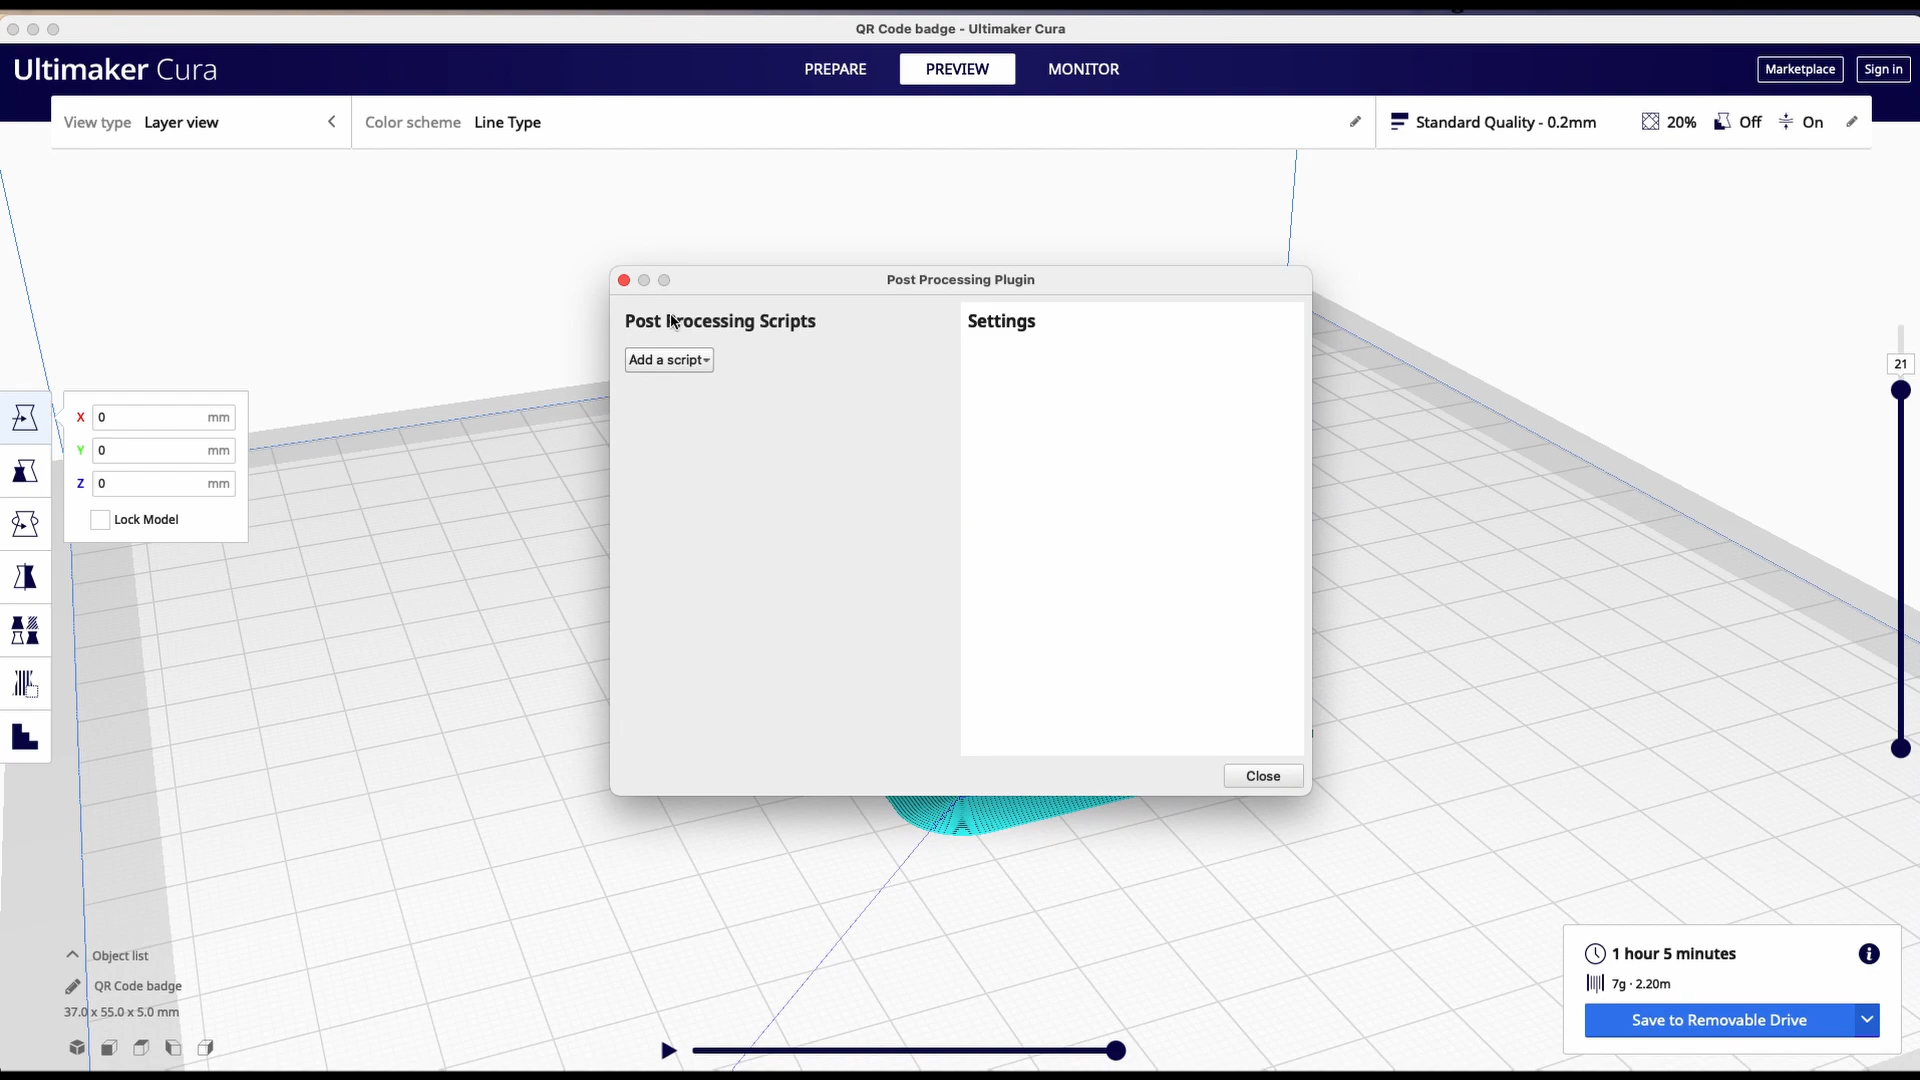 QR Code badge - Ultimaker Cura
Ultimaker Cura
PREPARE
PREVIEW
MONITOR
Marketplace
Sign in
View type Layer view
Color scheme Line Type
Standard Quality - 0.2mm
20%
Off
On
Post Processing Plugin
Post Processing Scripts
Settings
Add a script
21
X 0 mm
Y 0 mm
Z 0 mm
Lock Model
Close
Object list
QR Code badge
37.0 x 55.0 x 5.0 mm
1 hour 5 minutes
7g · 2.20m
Save to Removable Drive